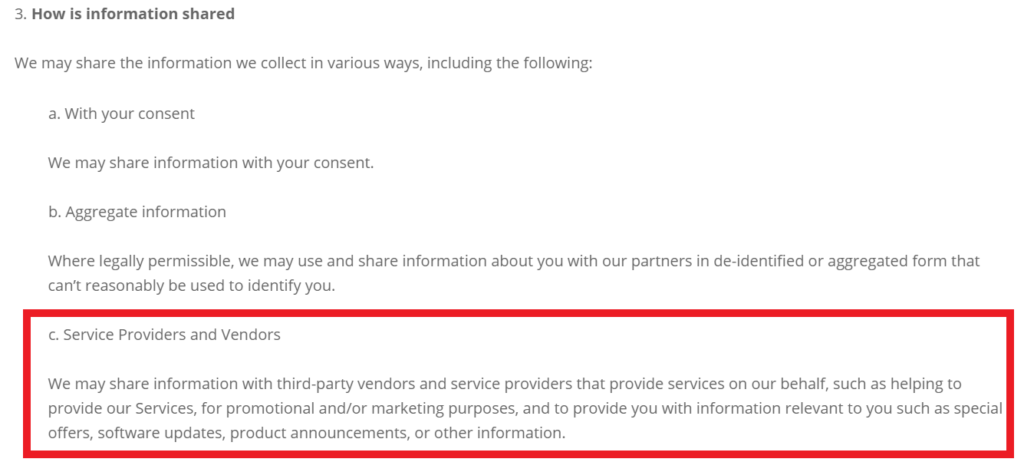 3. How is information shared
We may share the information we collect in various ways, including the following:
a. With your consent
We may share information with your consent.
b. Aggregate information
Where legally permissible, we may use and share information about you with our partners in de-identified or aggregated form that
can’t reasonably be used to identify you.
c. Service Providers and Vendors
We may share information with third-party vendors and service providers that provide services on our behalf, such as helping to
provide our Services, for promotional and/or marketing purposes, and to provide you with information relevant to you such as special
offers, software updates, product announcements, or other information.